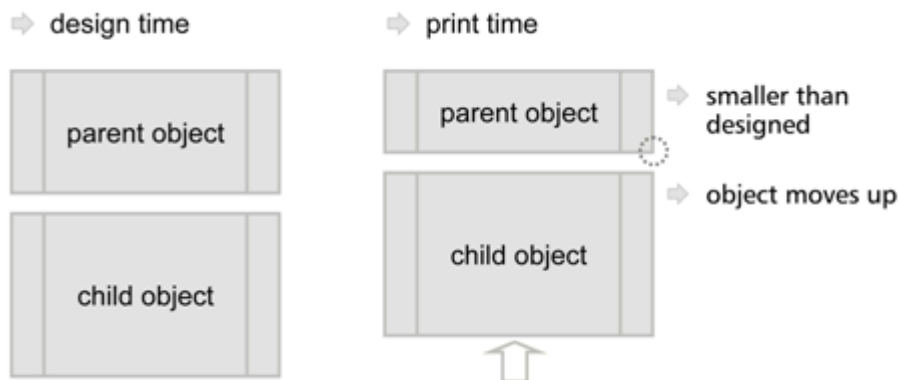 design time
parent object
child object
print time
parent object
smaller than
designed
child object
object moves up